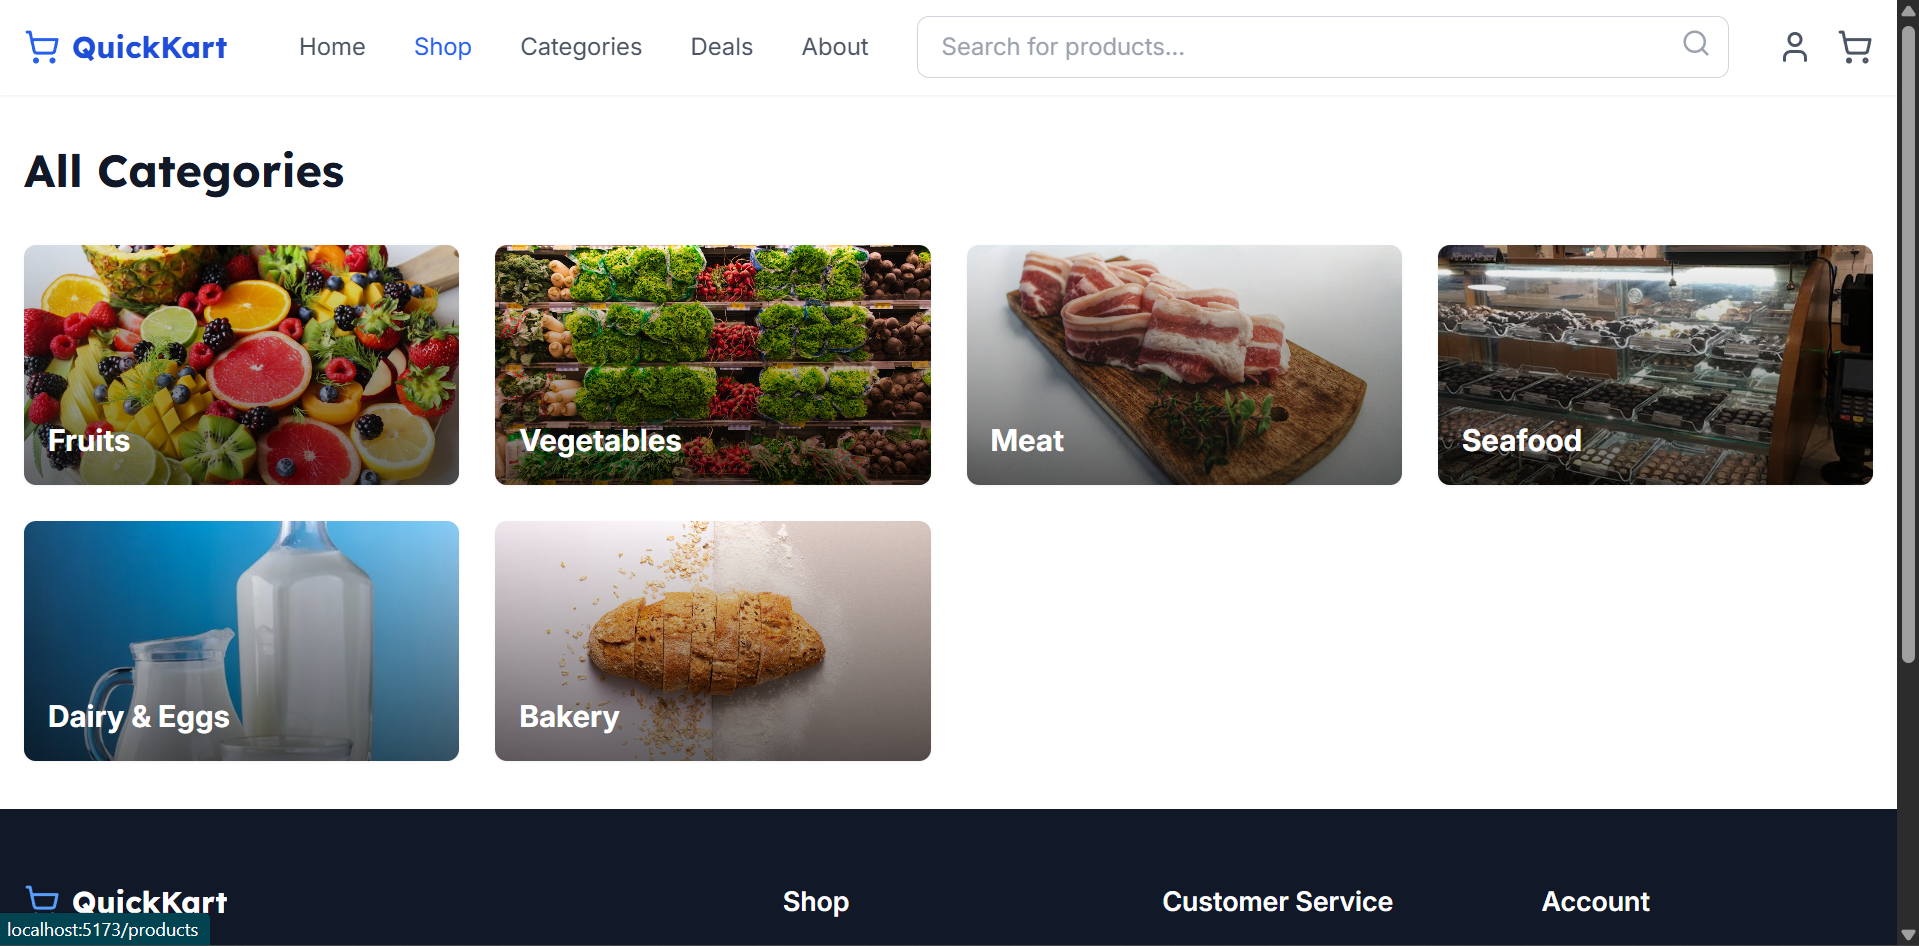 QuickKart
Home
Shop
Categories
Deals
About
Search for products...
All Categories
Fruits
Vegetables
Meat
Seafood
Dairy & Eggs
Bakery
QuickKart
Shop
Customer Service
Account
localhost:5173/products